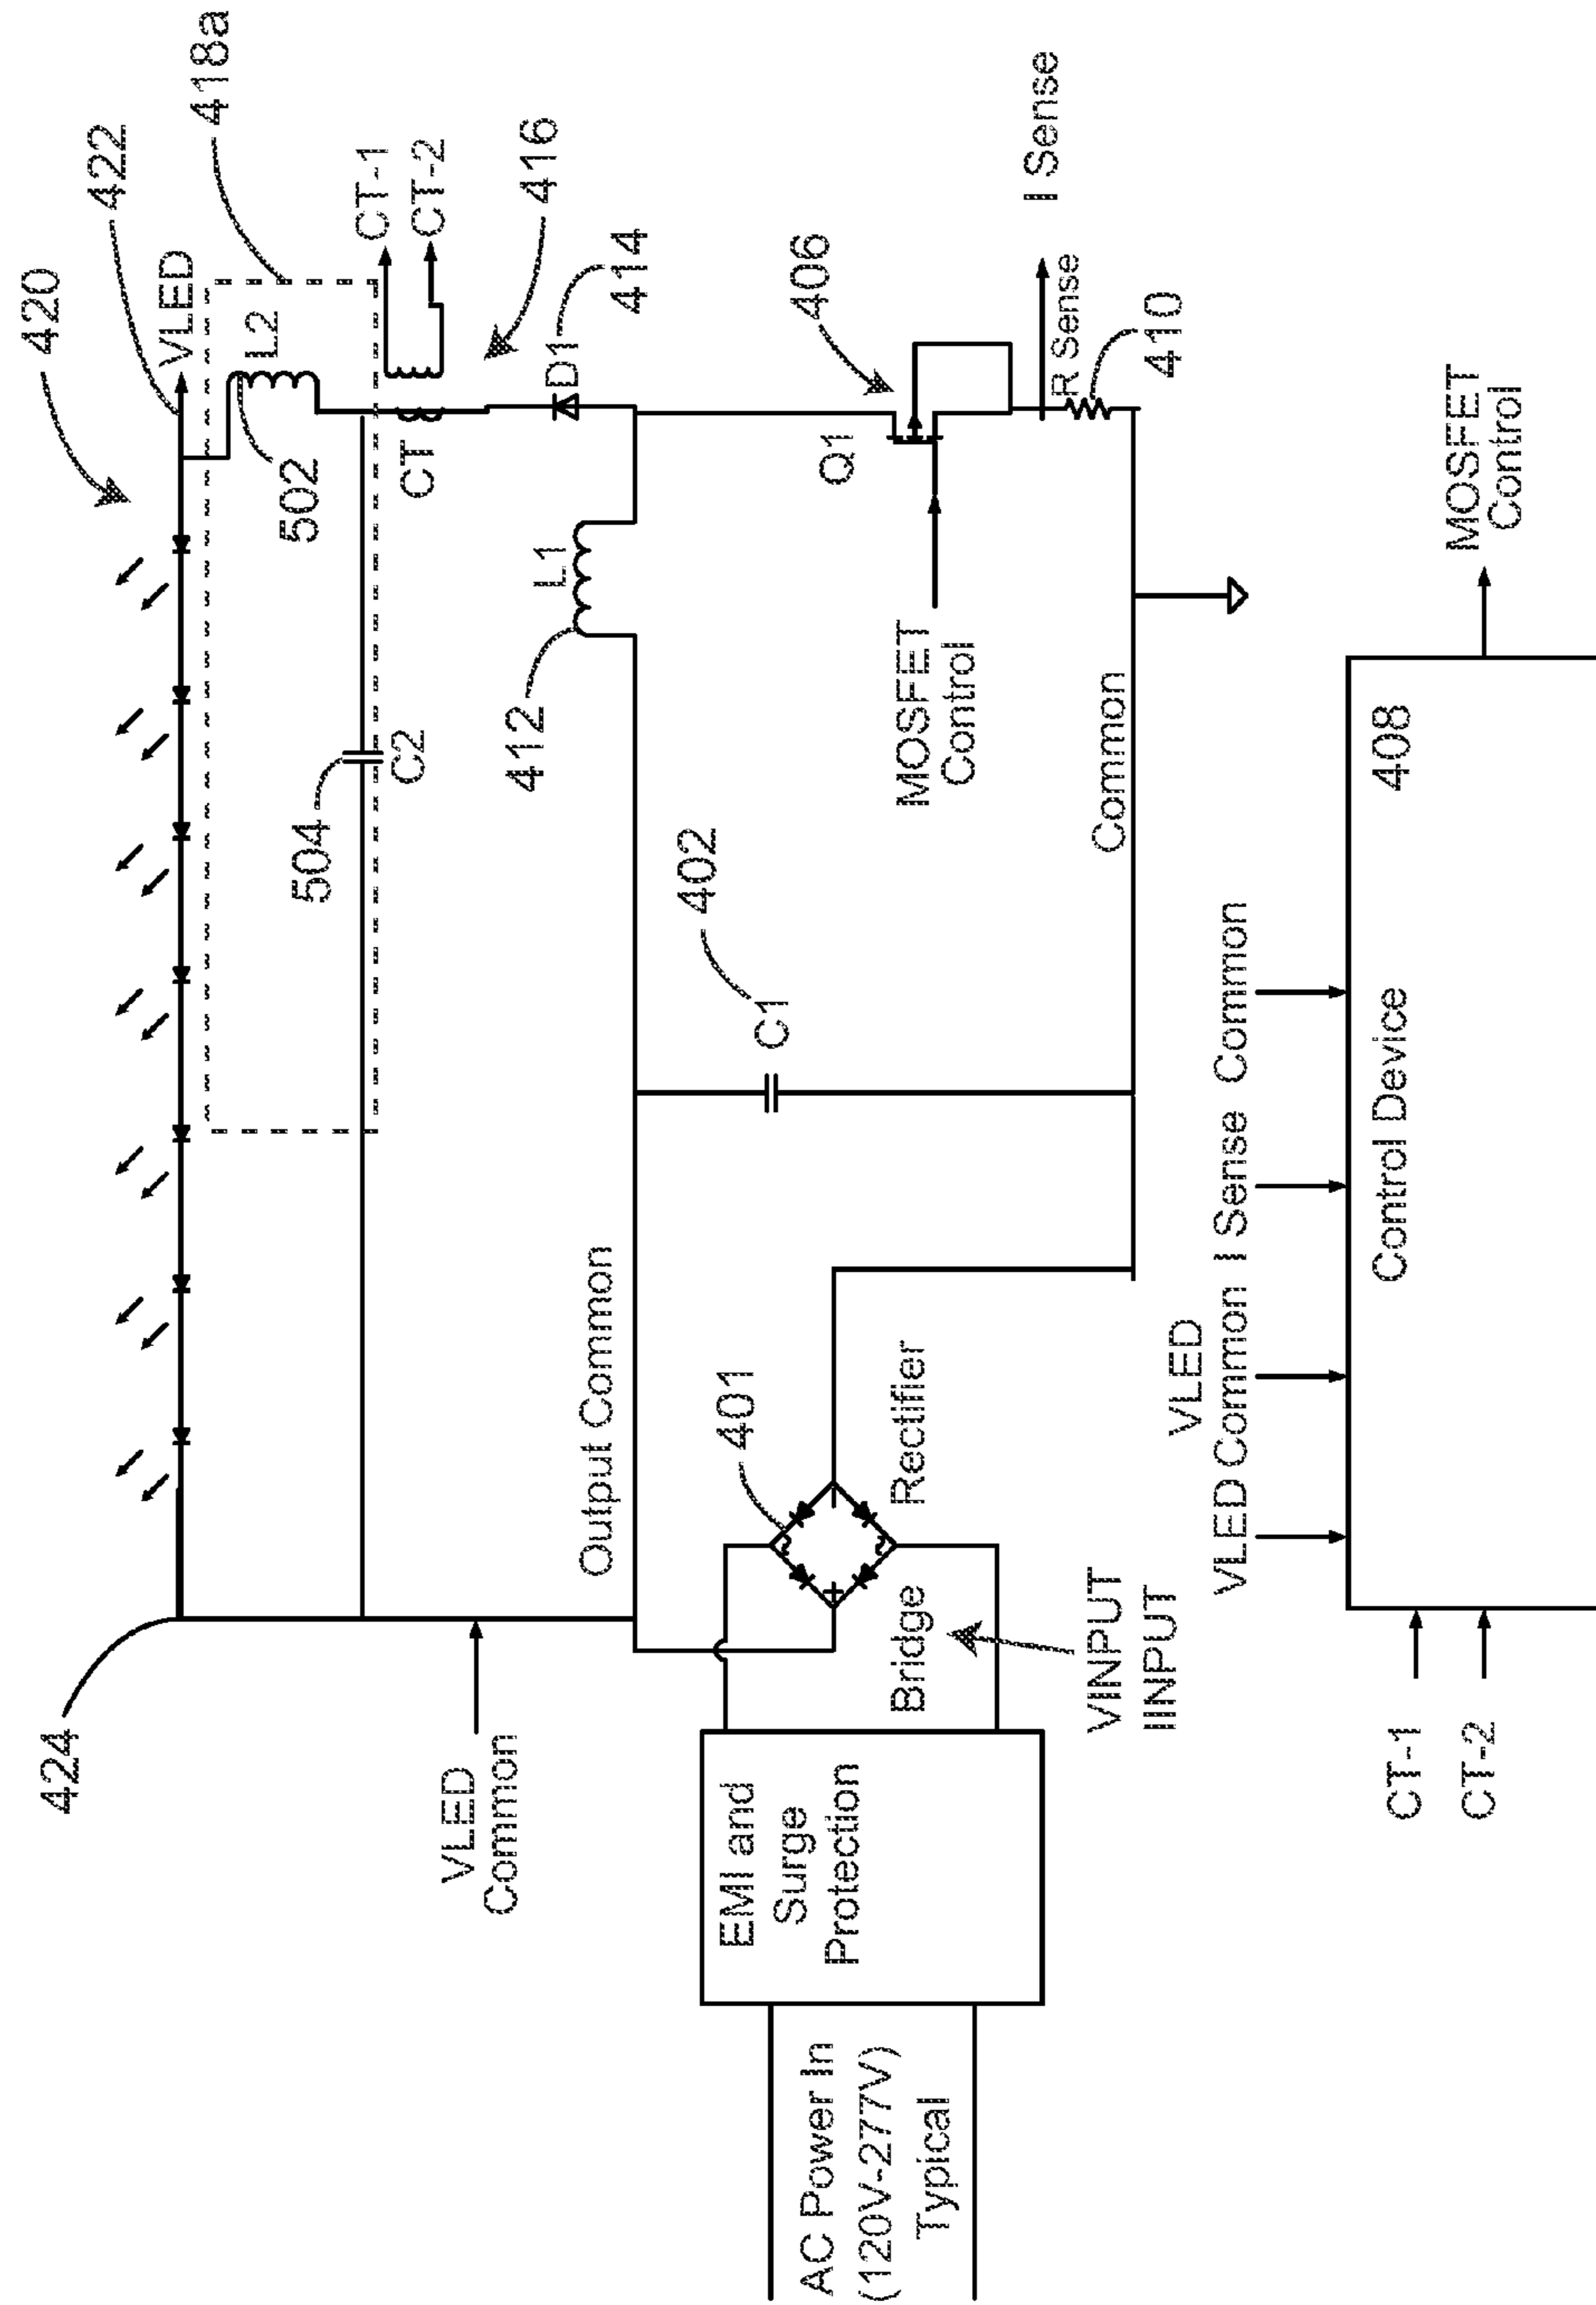 420
422
418a
VLED
L2
CT-1
CT-2
416
502
CT
D1
414
504
C2
424
L1
412
406
Q1
I Sense
R Sense
410
MOSFET
Control
VLED
Common
Output Common
402
C1
Common
401
Rectifier
Bridge
VINPUT
IINPUT
EMI and
Surge
Protection
AC Power In
(120V-277V)
Typical
VLED
VLED Common I Sense Common
MOSFET
Control
408
Control Device
CT-1
CT-2